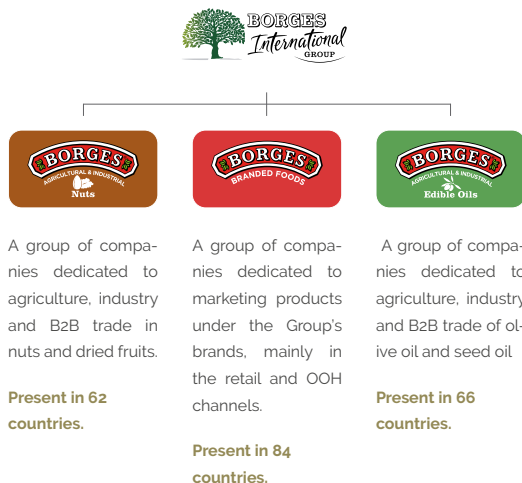 BORGES
International
GROUP
BORGES
AGRICULTURAL & INDUSTRIAL
Nuts
A group of compa-
nies dedicated to
agriculture, industry
and B2B trade in
nuts and dried fruits.
Present in 62
countries.
BORGES
BRANDED FOODS
A group of compa-
nies dedicated to
marketing products
under the Group's
brands, mainly in
the retail and OOH
channels.
Present in 84
countries.
BORGES
AGRICULTURAL & INDUSTRIAL
Edible Oils
A group of compa-
nies dedicated to
agriculture, industry
and B2B trade of ol-
ive oil and seed oil
Present in 66
countries.